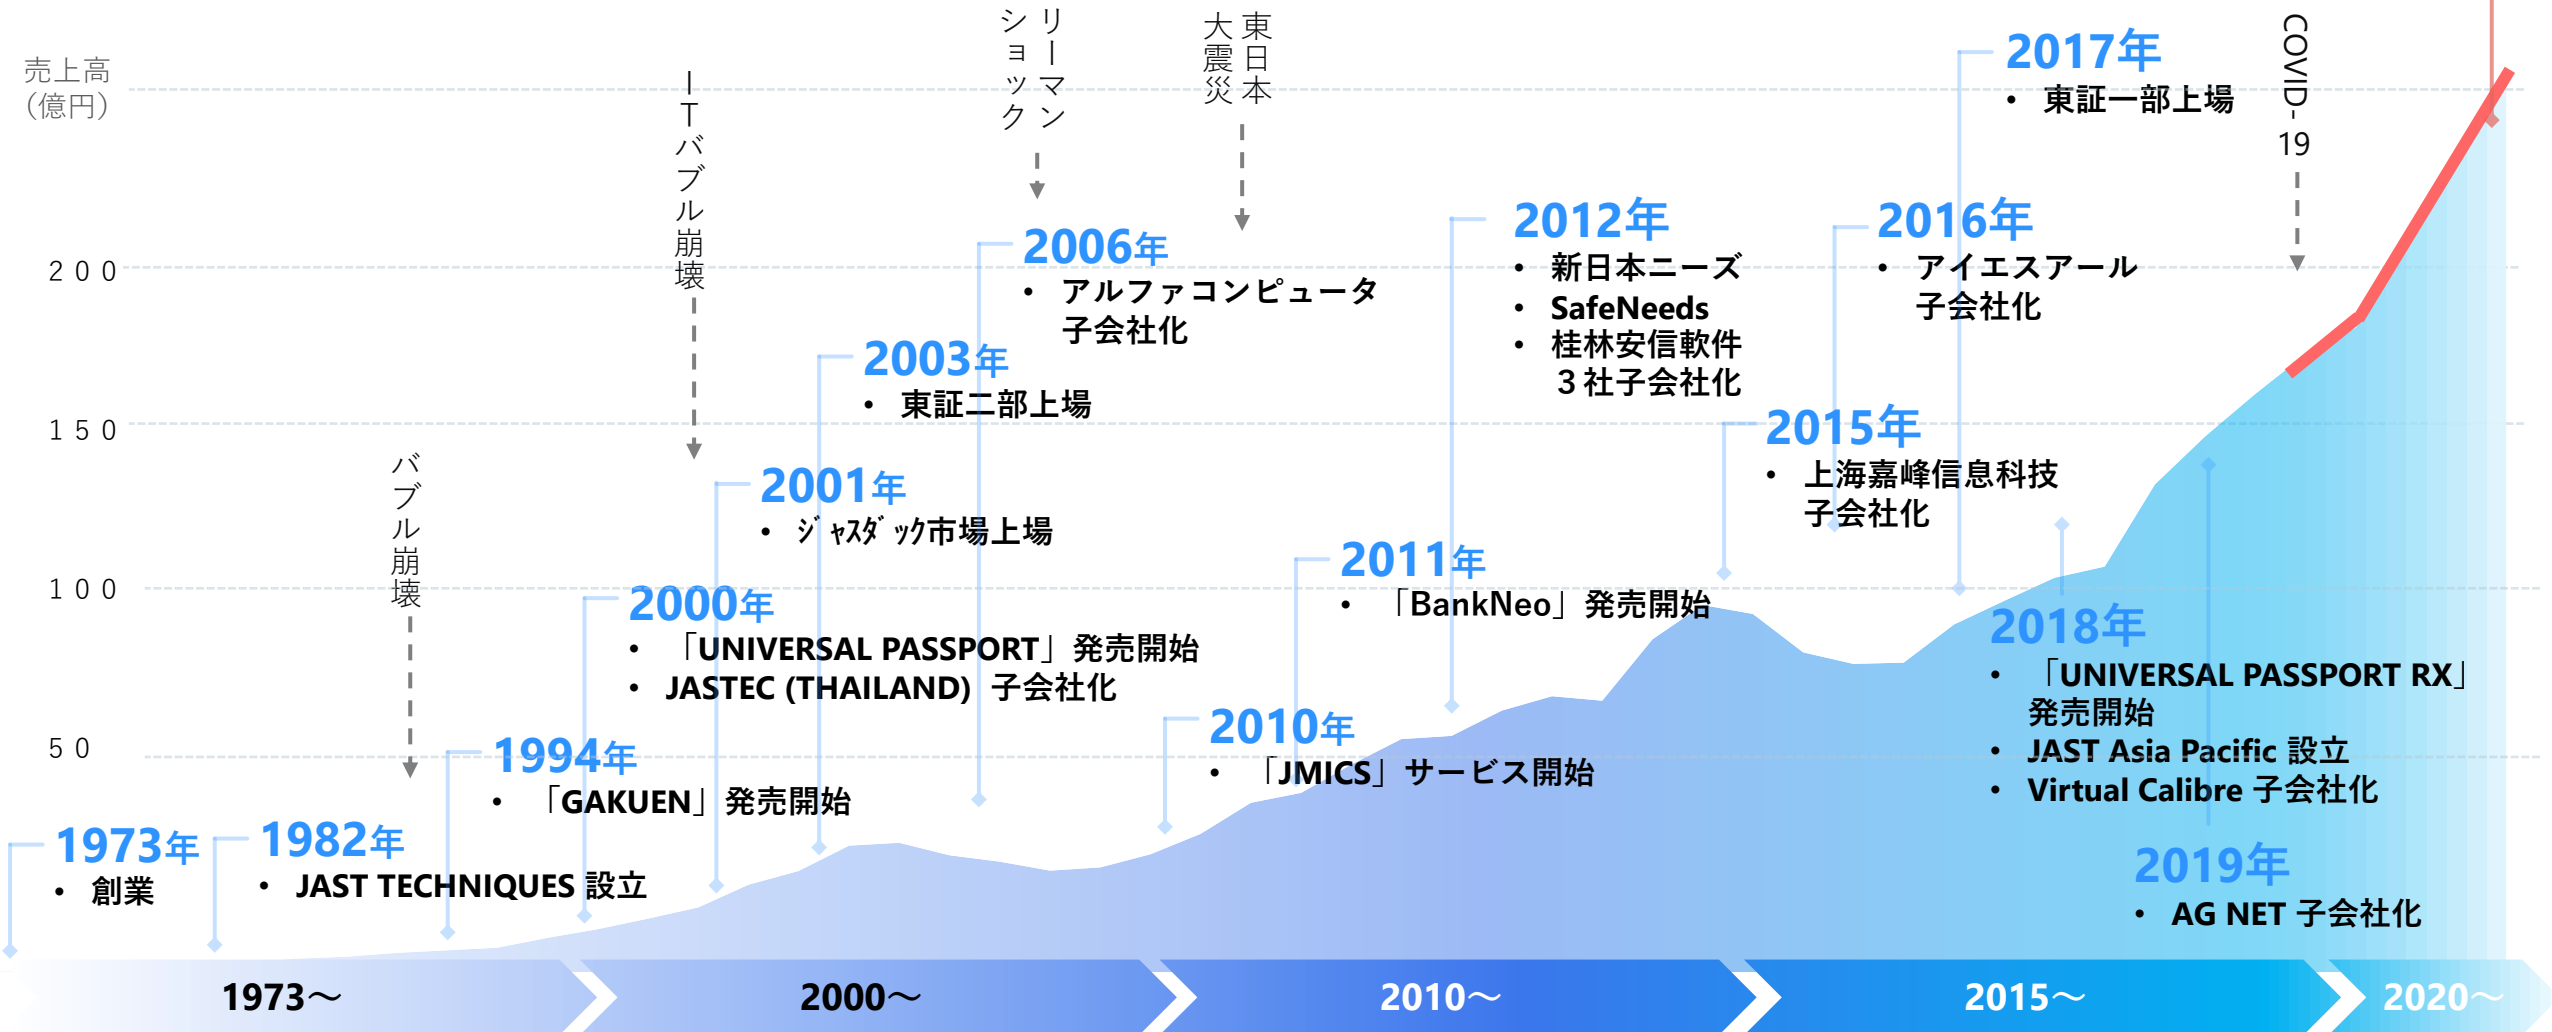 売上高
（億円）
200
150
100
50
バブル崩壊
ITバブル崩壊
リーマン
ショック
東日本
大震災
COVID-19
1973年
• 創業
1982年
• JAST TECHNIQUES 設立
1994年
• 「GAKUEN」発売開始
2000年
• 「UNIVERSAL PASSPORT」発売開始
• JASTEC (THAILAND) 子会社化
2001年
• ｼﾞｬｽﾀﾞｯｸ市場上場
2003年
• 東証二部上場
2006年
• アルファコンピュータ
子会社化
2010年
• 「JMICS」サービス開始
2011年
• 「BankNeo」発売開始
2012年
• 新日本ニーズ
• SafeNeeds
• 桂林安信軟件
３社子会社化
2015年
• 上海嘉峰信息科技
子会社化
2016年
• アイエスアール
子会社化
2017年
• 東証一部上場
2018年
• 「UNIVERSAL PASSPORT RX」
発売開始
• JAST Asia Pacific 設立
• Virtual Calibre 子会社化
2019年
• AG NET 子会社化
1973～
2000～
2010～
2015～
2020～